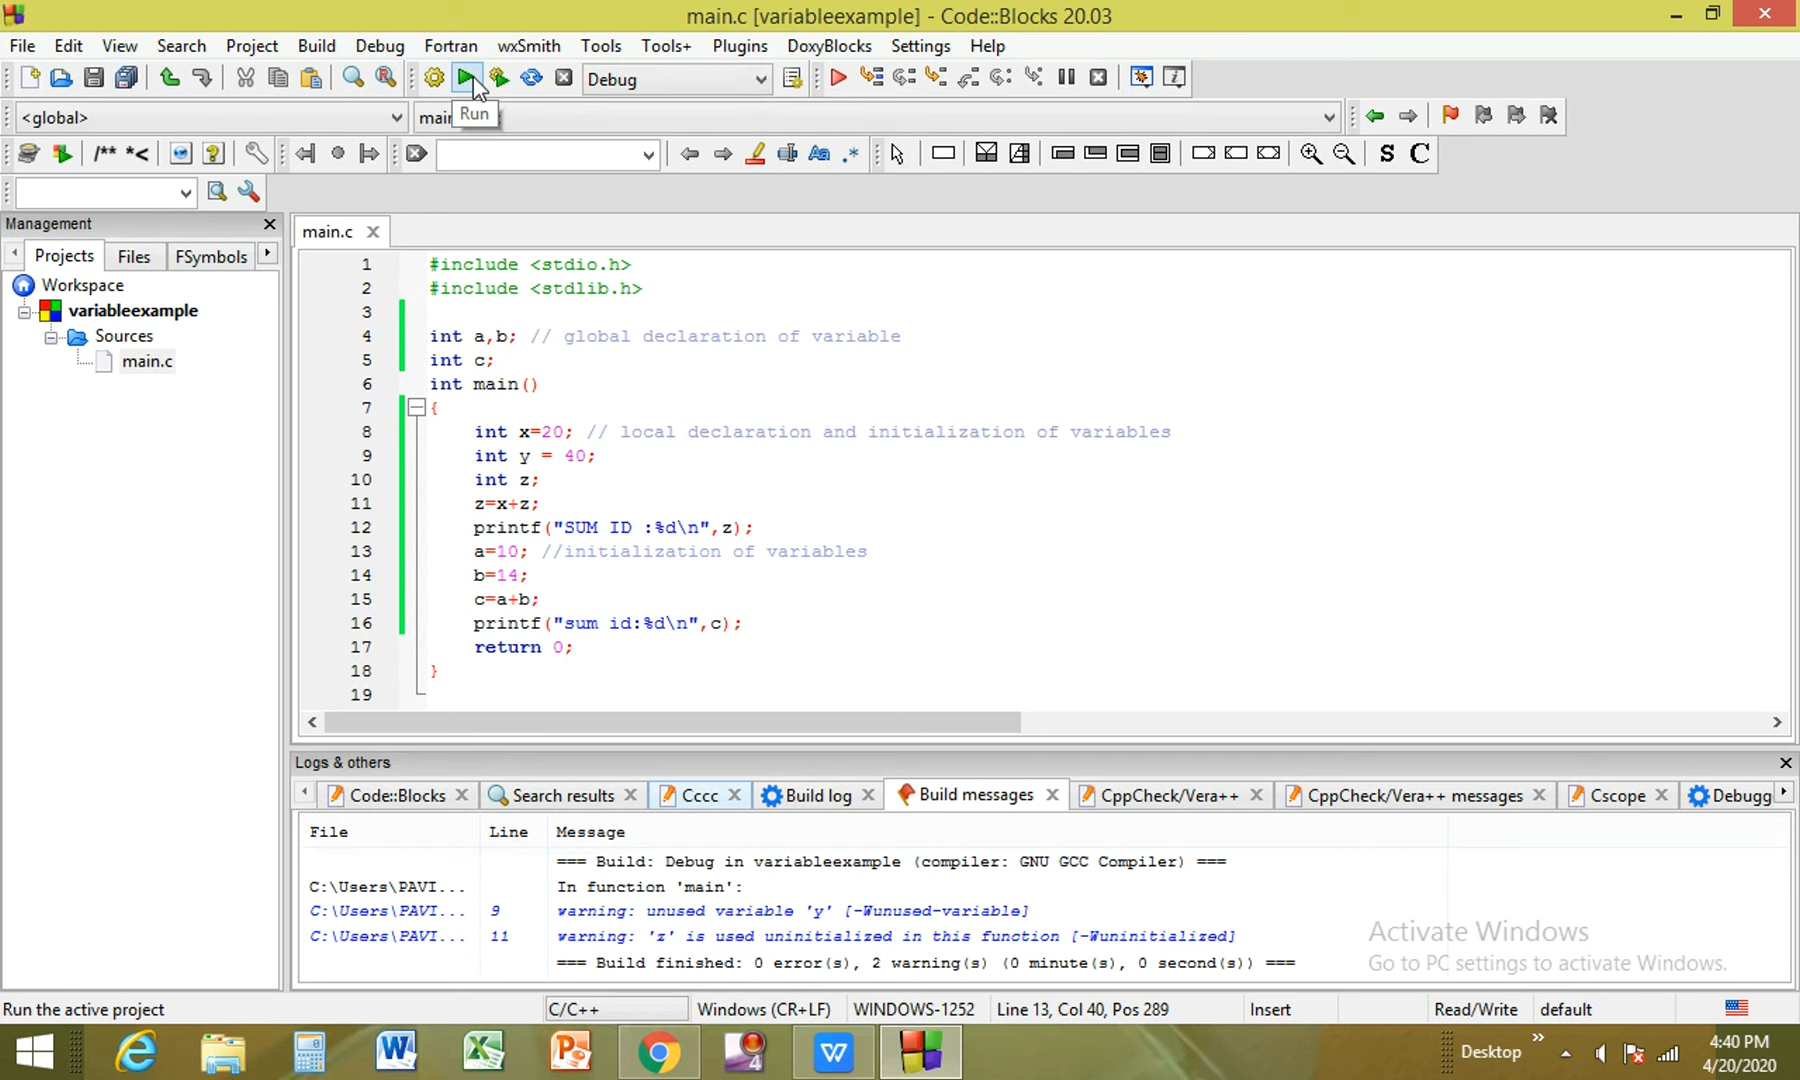 main.c [variableexample] - Code::Blocks 20.03
File Edit View Search Project Build Debug Fortran wxSmith Tools Tools+ Plugins DoxyBlocks Settings Help
Debug
Run
<global>
/** *<
Aa .*
S C
Management
Projects Files FSymbols
Workspace
variableexample
Sources
main.c
main.c
1 #include <stdio.h>
2 #include <stdlib.h>
3
4 int a,b; // global declaration of variable
5 int c;
6 int main()
7 {
8 int x=20; // local declaration and initialization of variables
9 int y = 40;
10 int z;
11 z=x+z;
12 printf("SUM ID :%d\n",z);
13 a=10; //initialization of variables
14 b=14;
15 c=a+b;
16 printf("sum id:%d\n",c);
17 return 0;
18 }
19
Logs & others
Code::Blocks Search results Cccc Build log Build messages CppCheck/Vera++ CppCheck/Vera++ messages Cscope Debugg
File Line Message
=== Build: Debug in variableexample (compiler: GNU GCC Compiler) ===
C:\Users\PAVI... In function 'main':
C:\Users\PAVI... 9 warning: unused variable 'y' [-Wunused-variable]
C:\Users\PAVI... 11 warning: 'z' is used uninitialized in this function [-Wuninitialized]
=== Build finished: 0 error(s), 2 warning(s) (0 minute(s), 0 second(s)) ===
Activate Windows
Go to PC settings to activate Windows.
Run the active project C/C++ Windows (CR+LF) WINDOWS-1252 Line 13, Col 40, Pos 289 Insert Read/Write default
Desktop
4:40 PM
4/20/2020